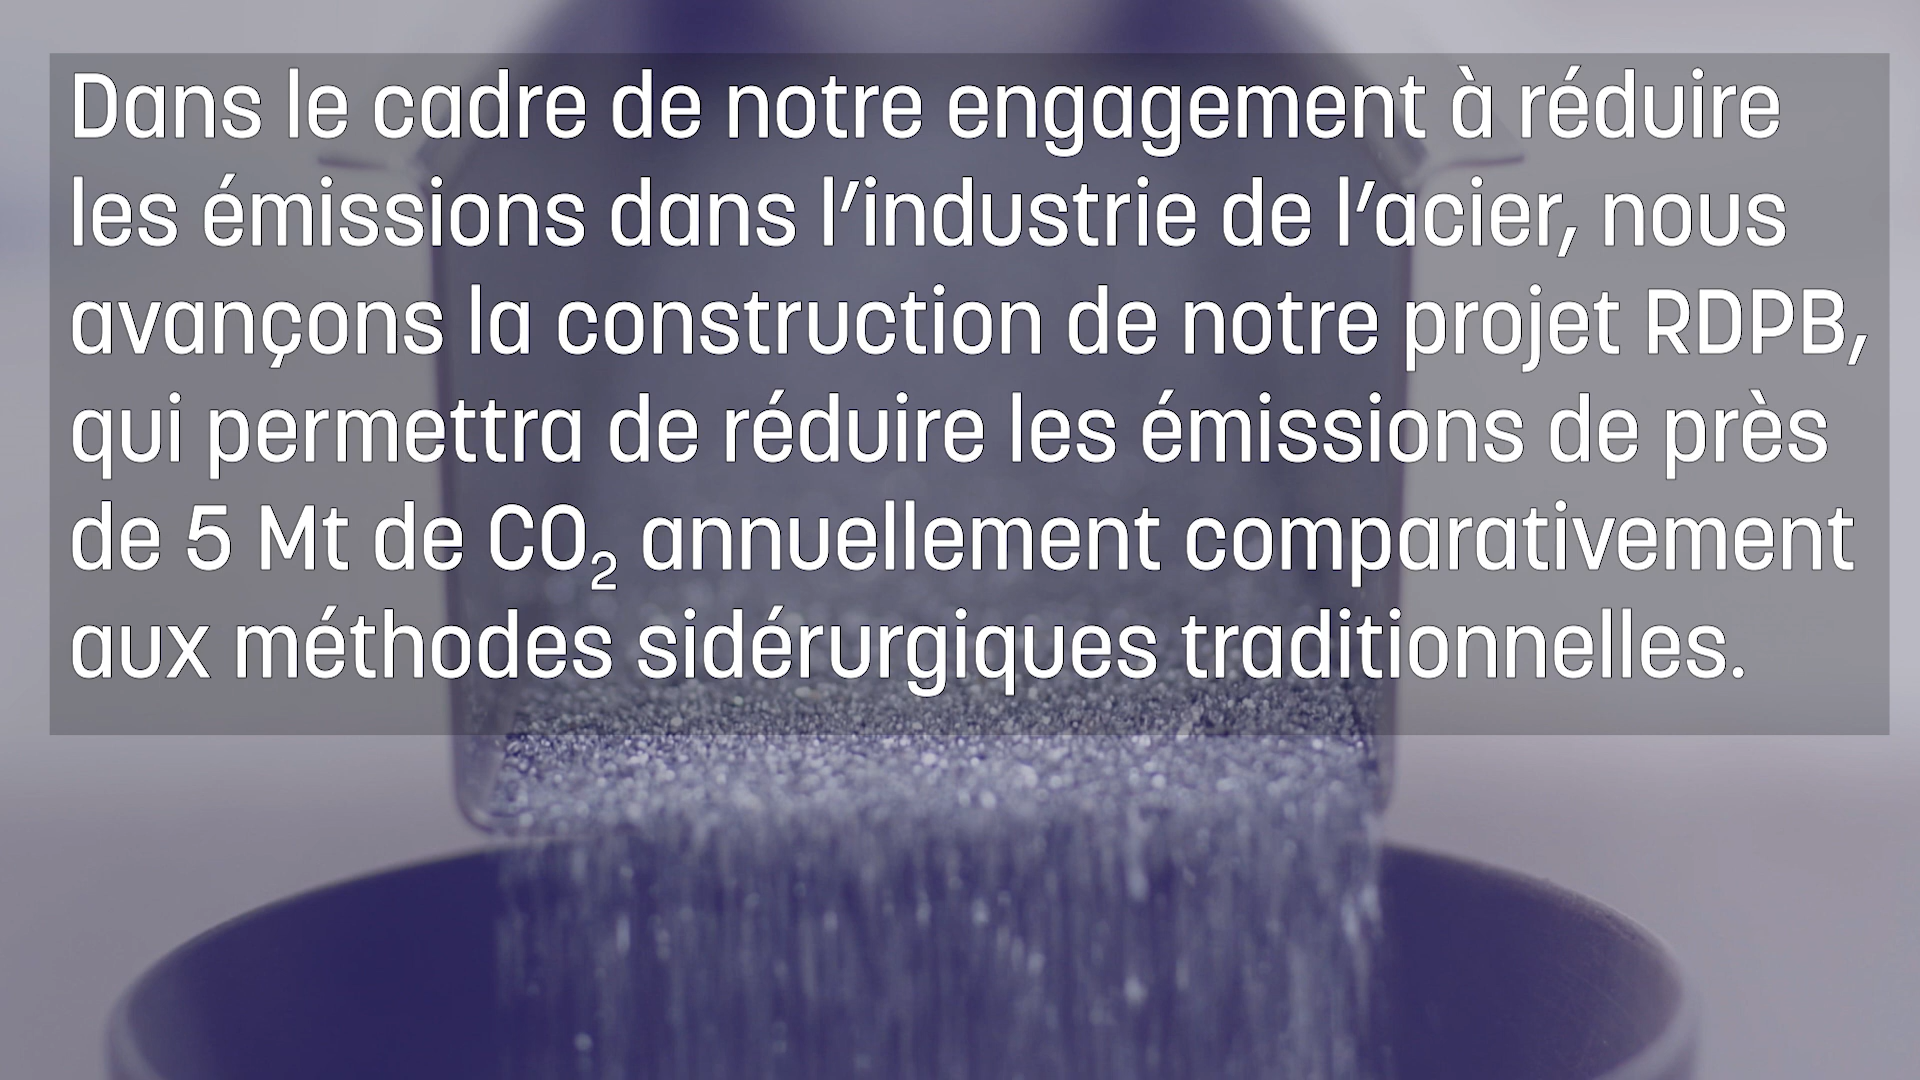 Dans le cadre de notre engagement à réduire
les émissions dans l’industrie de l’acier, nous
avançons la construction de notre projet RDPB,
qui permettra de réduire les émissions de près
de 5 Mt de CO₂ annuellement comparativement
aux méthodes sidérurgiques traditionnelles.